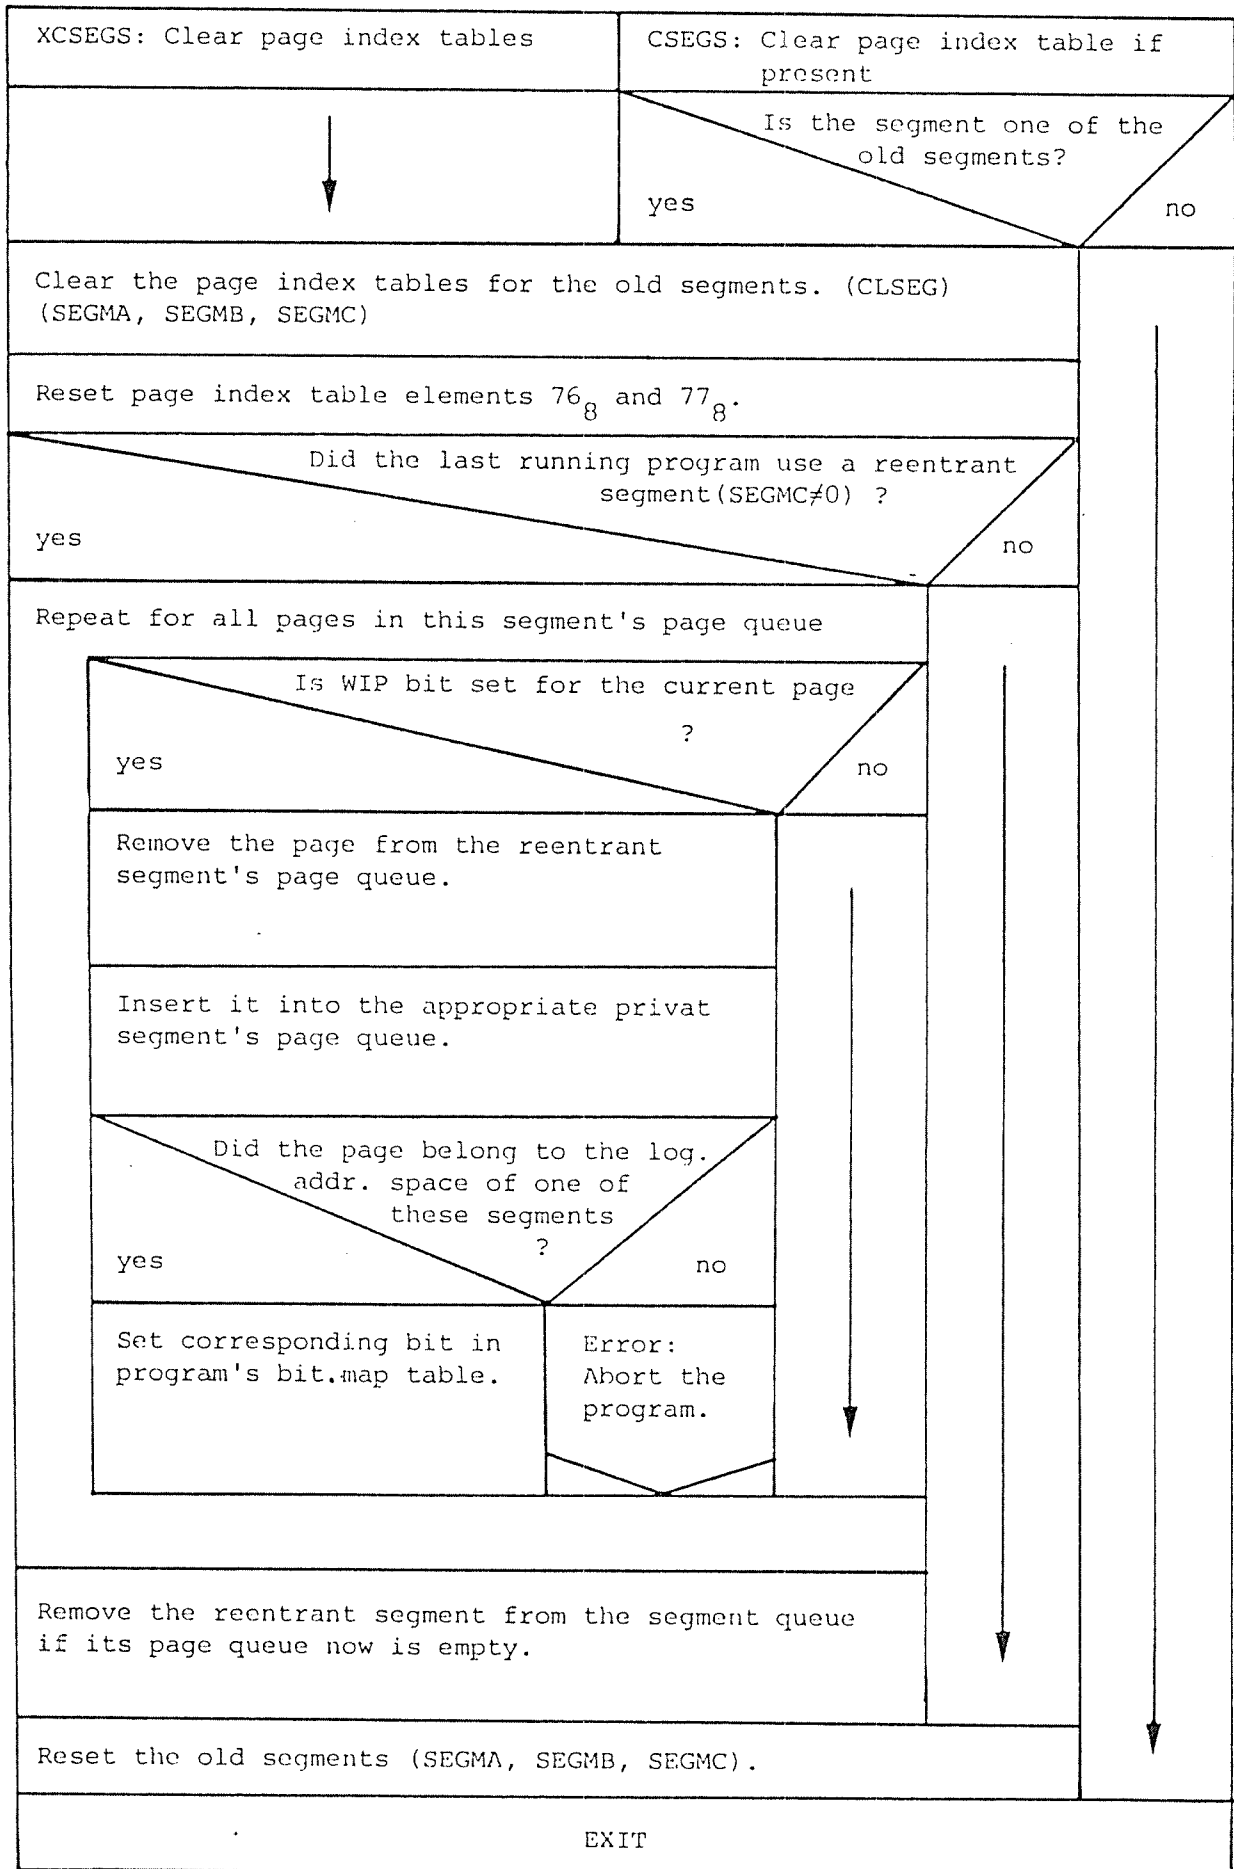 XCSEGS: Clear page index tables
CSEGS: Clear page index table if
present
Is the segment one of the
old segments?
yes
no
Clear the page index tables for the old segments. (CLSEG)
(SEGMA, SEGMB, SEGMC)
Reset page index table elements 76₈ and 77₈.
Did the last running program use a reentrant
segment(SEGMC≠0) ?
yes
no
Repeat for all pages in this segment's page queue
Is WIP bit set for the current page
?
yes
no
Remove the page from the reentrant
segment's page queue.
Insert it into the appropriate privat
segment's page queue.
Did the page belong to the log.
addr. space of one of
these segments
?
yes
no
Set corresponding bit in
program's bit.map table.
Error:
Abort the
program.
Remove the reentrant segment from the segment queue
if its page queue now is empty.
Reset the old segments (SEGMA, SEGMB, SEGMC).
EXIT